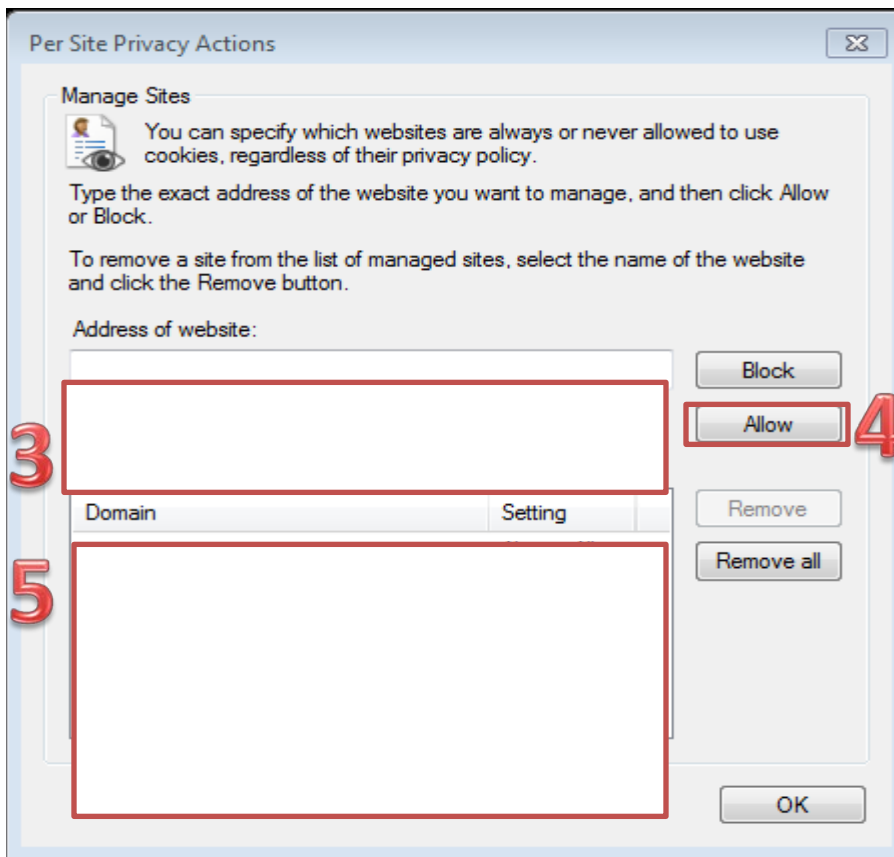 Per Site Privacy Actions
Manage Sites
You can specify which websites are always or never allowed to use
cookies, regardless of their privacy policy.
Type the exact address of the website you want to manage, and then click Allow
or Block.
To remove a site from the list of managed sites, select the name of the website
and click the Remove button.
Address of website:
Block
3
Allow
4
Domain
Setting
Remove
5
Remove all
OK